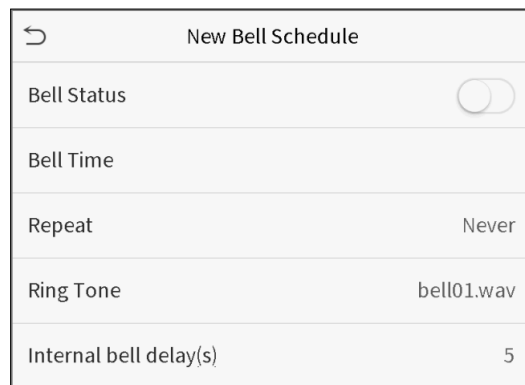 New Bell Schedule
Bell Status
Bell Time
Repeat Never
Ring Tone bell01.wav
Internal bell delay(s) 5